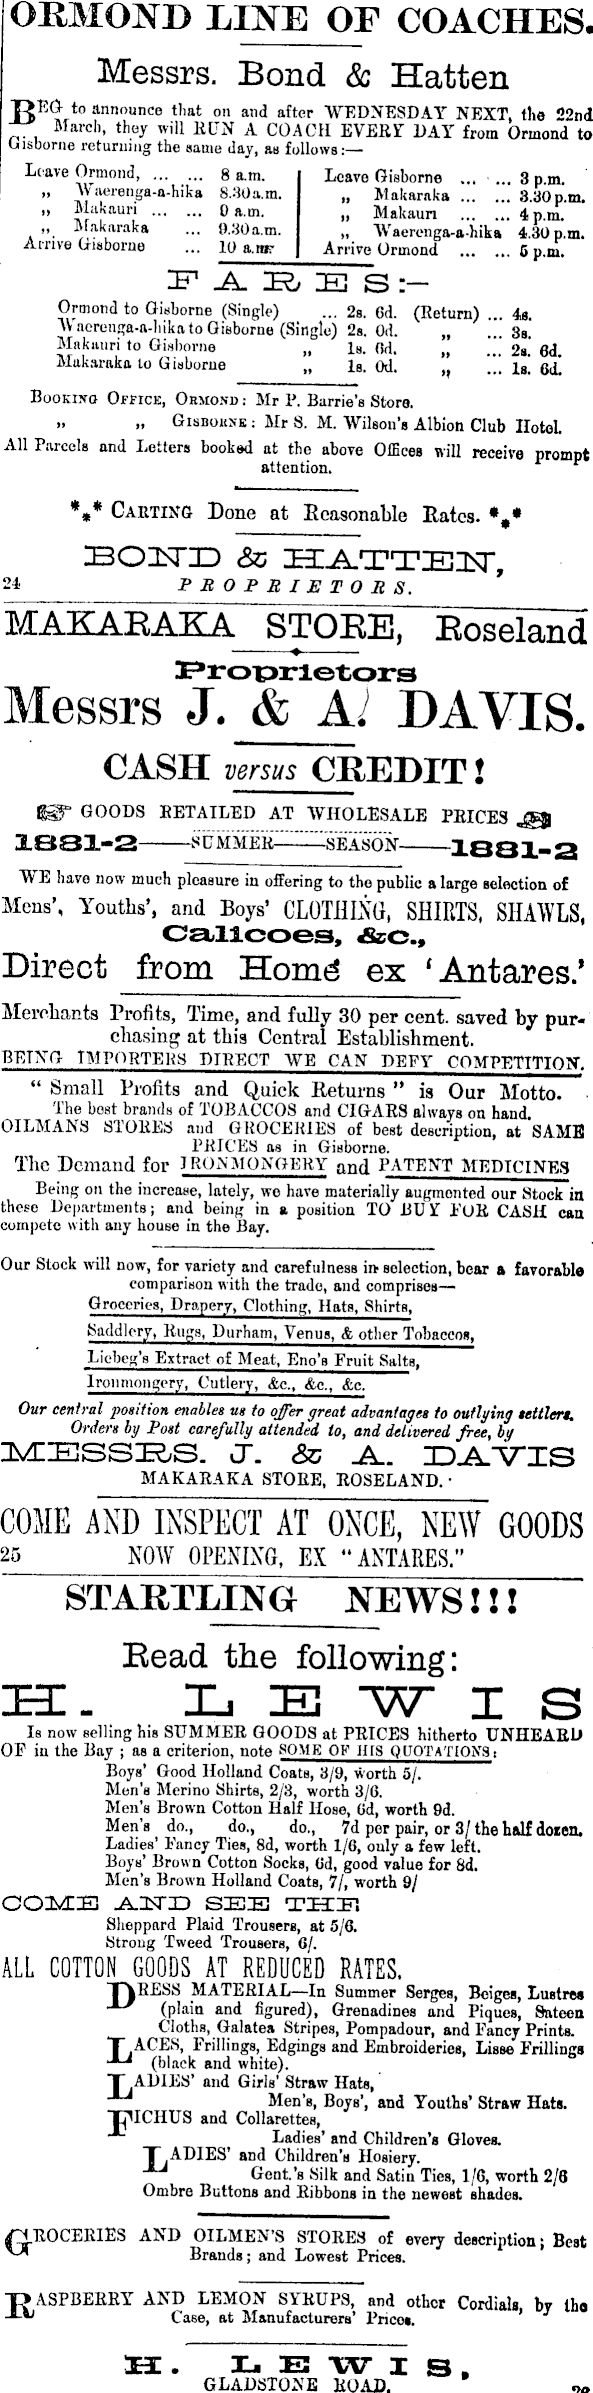 ORMOND LINE OF COACHES.
Messrs. Bond & Hatten
BEG to announce that on and after WEDNESDAY NEXT, the 22nd
March, they will RUN A COACH EVERY DAY from Ormond to
Gisborne returning the same day, as follows:—
Leave Ormond, ... ... 8 a.m.
„ Waerenga-a-hika 8.30 a.m.
„ Makauri ... ... 9 a.m.
„ Makaraka ... 9.30 a.m.
Arrive Gisborne ... 10 a.m.
Leave Gisborne ... ... 3 p.m.
„ Makaraka ... ... 3.30 p.m.
„ Makauri ... ... 4 p.m.
„ Waerenga-a-hika 4.30 p.m.
Arrive Ormond ... ... 5 p.m.
FARES:—
Ormond to Gisborne (Single) ... 2s. 6d. (Return) ... 4s.
Waerenga-a-hika to Gisborne (Single) 2s. 0d. „ ... 3s.
Makauri to Gisborne „ 1s. 6d. „ ... 2s. 6d.
Makaraka to Gisborne „ 1s. 0d. „ ... 1s. 6d.
BOOKING OFFICE, ORMOND: Mr P. Barrie's Store.
„ „ GISBORNE: Mr S. M. Wilson's Albion Club Hotel.
All Parcels and Letters booked at the above Offices will receive prompt
attention.
*** CARTING Done at Reasonable Rates. ***
BOND & HATTEN,
24 PROPRIETORS.
MAKARAKA STORE, Roseland
Proprietors
Messrs J. & A. DAVIS.
CASH versus CREDIT!
☞ GOODS RETAILED AT WHOLESALE PRICES ☜
1881-2——SUMMER——SEASON——1881-2
WE have now much pleasure in offering to the public a large selection of
Mens', Youths', and Boys' CLOTHING, SHIRTS, SHAWLS,
Calicoes, &c.,
Direct from Home ex 'Antares.'
Merchants Profits, Time, and fully 30 per cent. saved by pur-
chasing at this Central Establishment.
BEING IMPORTERS DIRECT WE CAN DEFY COMPETITION.
"Small Profits and Quick Returns" is Our Motto.
The best brands of TOBACCOS and CIGARS always on hand.
OILMANS STORES and GROCERIES of best description, at SAME
PRICES as in Gisborne.
The Demand for IRONMONGERY and PATENT MEDICINES
Being on the increase, lately, we have materially augmented our Stock in
these Departments; and being in a position TO BUY FOR CASH can
compete with any house in the Bay.
Our Stock will now, for variety and carefulness in selection, bear a favorable
comparison with the trade, and comprises—
Groceries, Drapery, Clothing, Hats, Shirts,
Saddlery, Rugs, Durham, Venus, & other Tobaccos,
Liebeg's Extract of Meat, Eno's Fruit Salts,
Ironmongery, Cutlery, &c., &c., &c.
Our central position enables us to offer great advantages to outlying settlers.
Orders by Post carefully attended to, and delivered free, by
MESSRS. J. & A. DAVIS
MAKARAKA STORE, ROSELAND.
COME AND INSPECT AT ONCE, NEW GOODS
25 NOW OPENING, EX "ANTARES."
STARTLING NEWS!!!
Read the following:
H. LEWIS
Is now selling his SUMMER GOODS at PRICES hitherto UNHEARD
OF in the Bay; as a criterion, note SOME OF HIS QUOTATIONS:
Boys' Good Holland Coats, 3/9, worth 5/.
Men's Merino Shirts, 2/3, worth 3/6.
Men's Brown Cotton Half Hose, 6d, worth 9d.
Men's do., do., do., 7d per pair, or 3/ the half dozen.
Ladies' Fancy Ties, 8d, worth 1/6, only a few left.
Boys' Brown Cotton Socks, 6d, good value for 8d.
Men's Brown Holland Coats, 7/, worth 9/
COME AND SEE THE
Sheppard Plaid Trousers, at 5/6.
Strong Tweed Trousers, 6/.
ALL COTTON GOODS AT REDUCED RATES.
DRESS MATERIAL—In Summer Serges, Beiges, Lustres
(plain and figured), Grenadines and Piques, Sateen
Cloths, Galatea Stripes, Pompadour, and Fancy Prints.
LACES, Frillings, Edgings and Embroideries, Lisse Frillings
(black and white).
LADIES' and Girls' Straw Hats,
Men's, Boys', and Youths' Straw Hats.
FICHUS and Collarettes,
Ladies' and Children's Gloves.
LADIES' and Children's Hosiery.
Gent.'s Silk and Satin Ties, 1/6, worth 2/6
Ombre Buttons and Ribbons in the newest shades.
GROCERIES AND OILMEN'S STORES of every description; Best
Brands; and Lowest Prices.
RASPBERRY AND LEMON SYRUPS, and other Cordials, by the
Case, at Manufacturers' Prices.
H. LEWIS,
GLADSTONE ROAD.